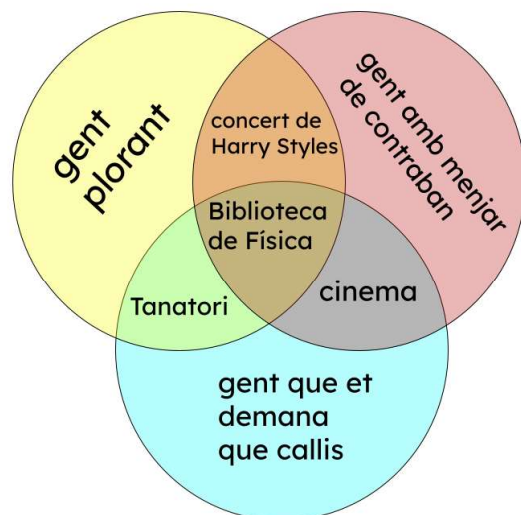 gent
plorant
concert de
Harry Styles
gent amb menjar
de contraban
Biblioteca
de Física
Tanatori
cinema
gent que et
demana
que callis